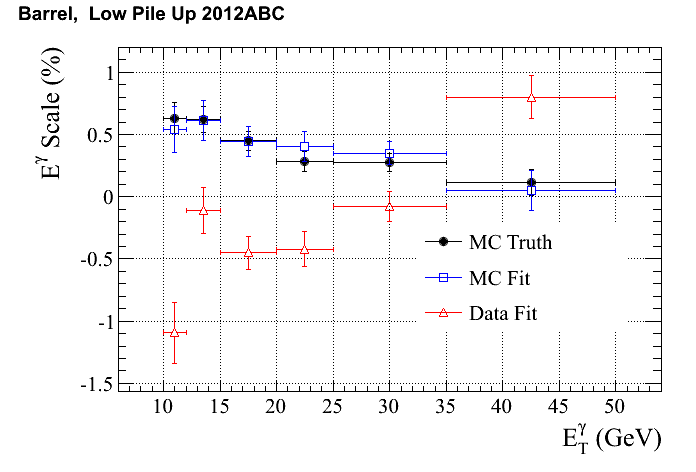 Barrel,  Low Pile Up 2012ABC
E^γ Scale (%)
1
0.5
0
-0.5
-1
-1.5
MC Truth
MC Fit
Data Fit
10 15 20 25 30 35 40 45 50
E_T^γ (GeV)